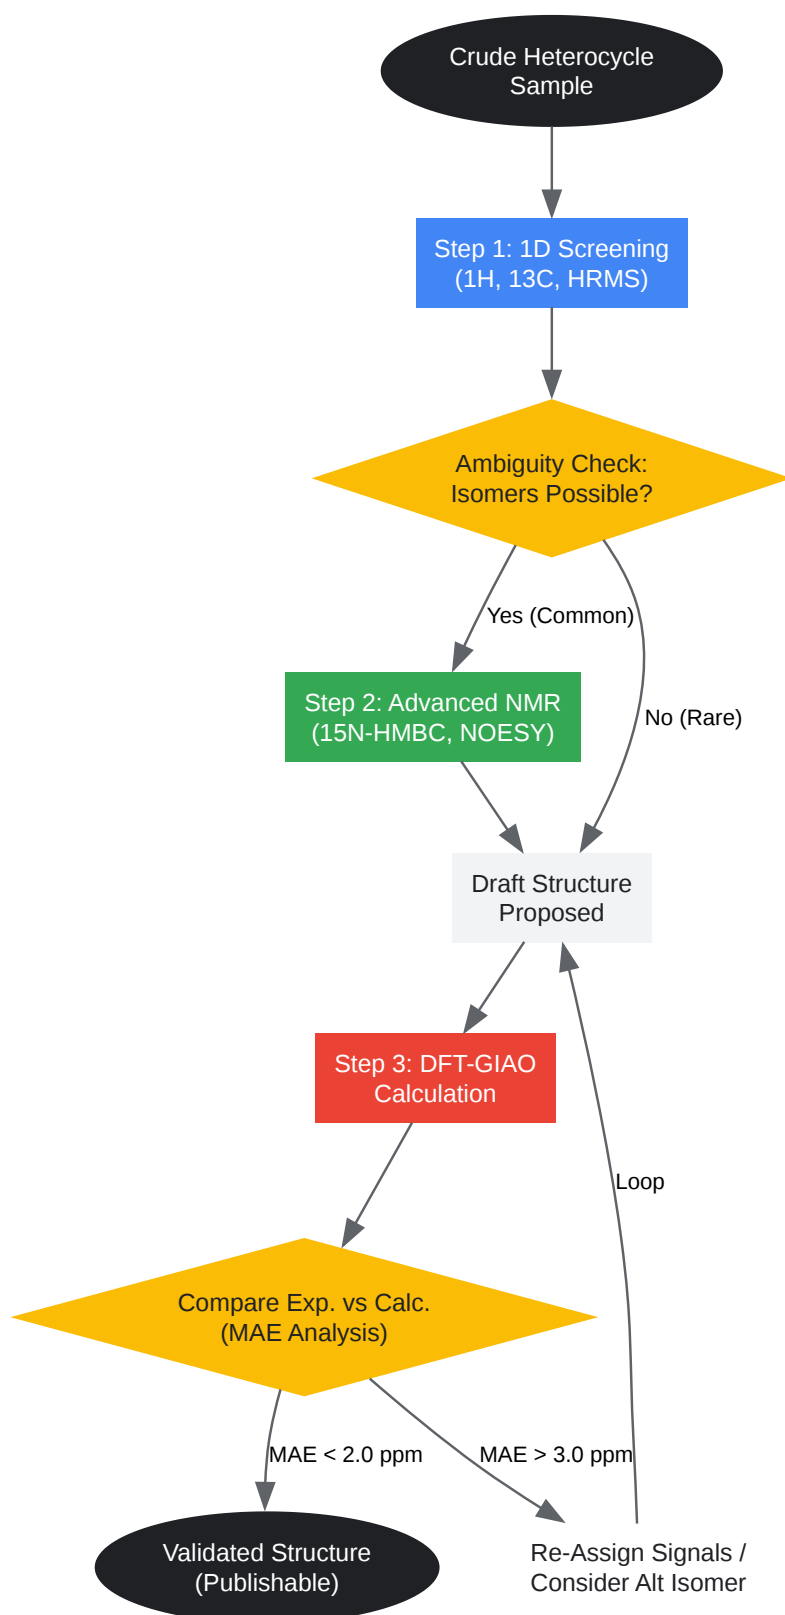 Crude Heterocycle
Sample
Step 1: 1D Screening
(1H, 13C, HRMS)
Ambiguity Check:
Isomers Possible?
Yes (Common)
No (Rare)
Step 2: Advanced NMR
(15N-HMBC, NOESY)
Draft Structure
Proposed
Step 3: DFT-GIAO
Calculation
Loop
Compare Exp. vs Calc.
(MAE Analysis)
MAE < 2.0 ppm
MAE > 3.0 ppm
Validated Structure
(Publishable)
Re-Assign Signals /
Consider Alt Isomer